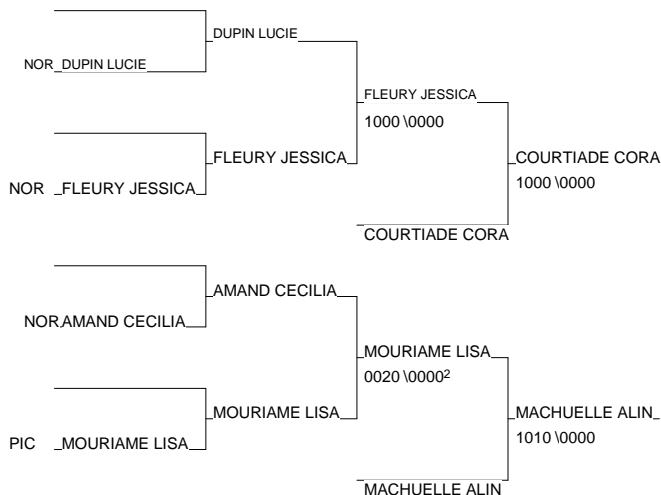 DUPIN LUCIE
NOR DUPIN LUCIE
FLEURY JESSICA
1000 \0000
FLEURY JESSICA
COURTIADE CORA
1000 \0000
NOR FLEURY JESSICA
COURTIADE CORA
AMAND CECILIA
NOR AMAND CECILIA
MOURIAME LISA
0020 \0000²
MOURIAME LISA
MACHUELLE ALIN
1010 \0000
PIC MOURIAME LISA
MACHUELLE ALIN